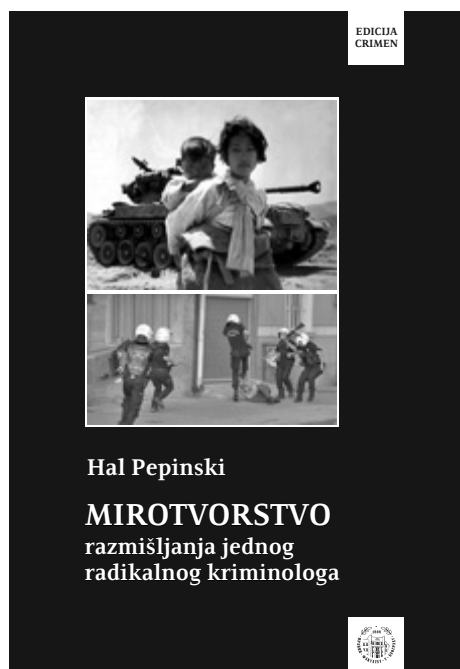 EDICIJA
CRIMEN
Hal Pepinski
MIROTVORSTVO
razmišljanja jednog
radikalnog kriminologa